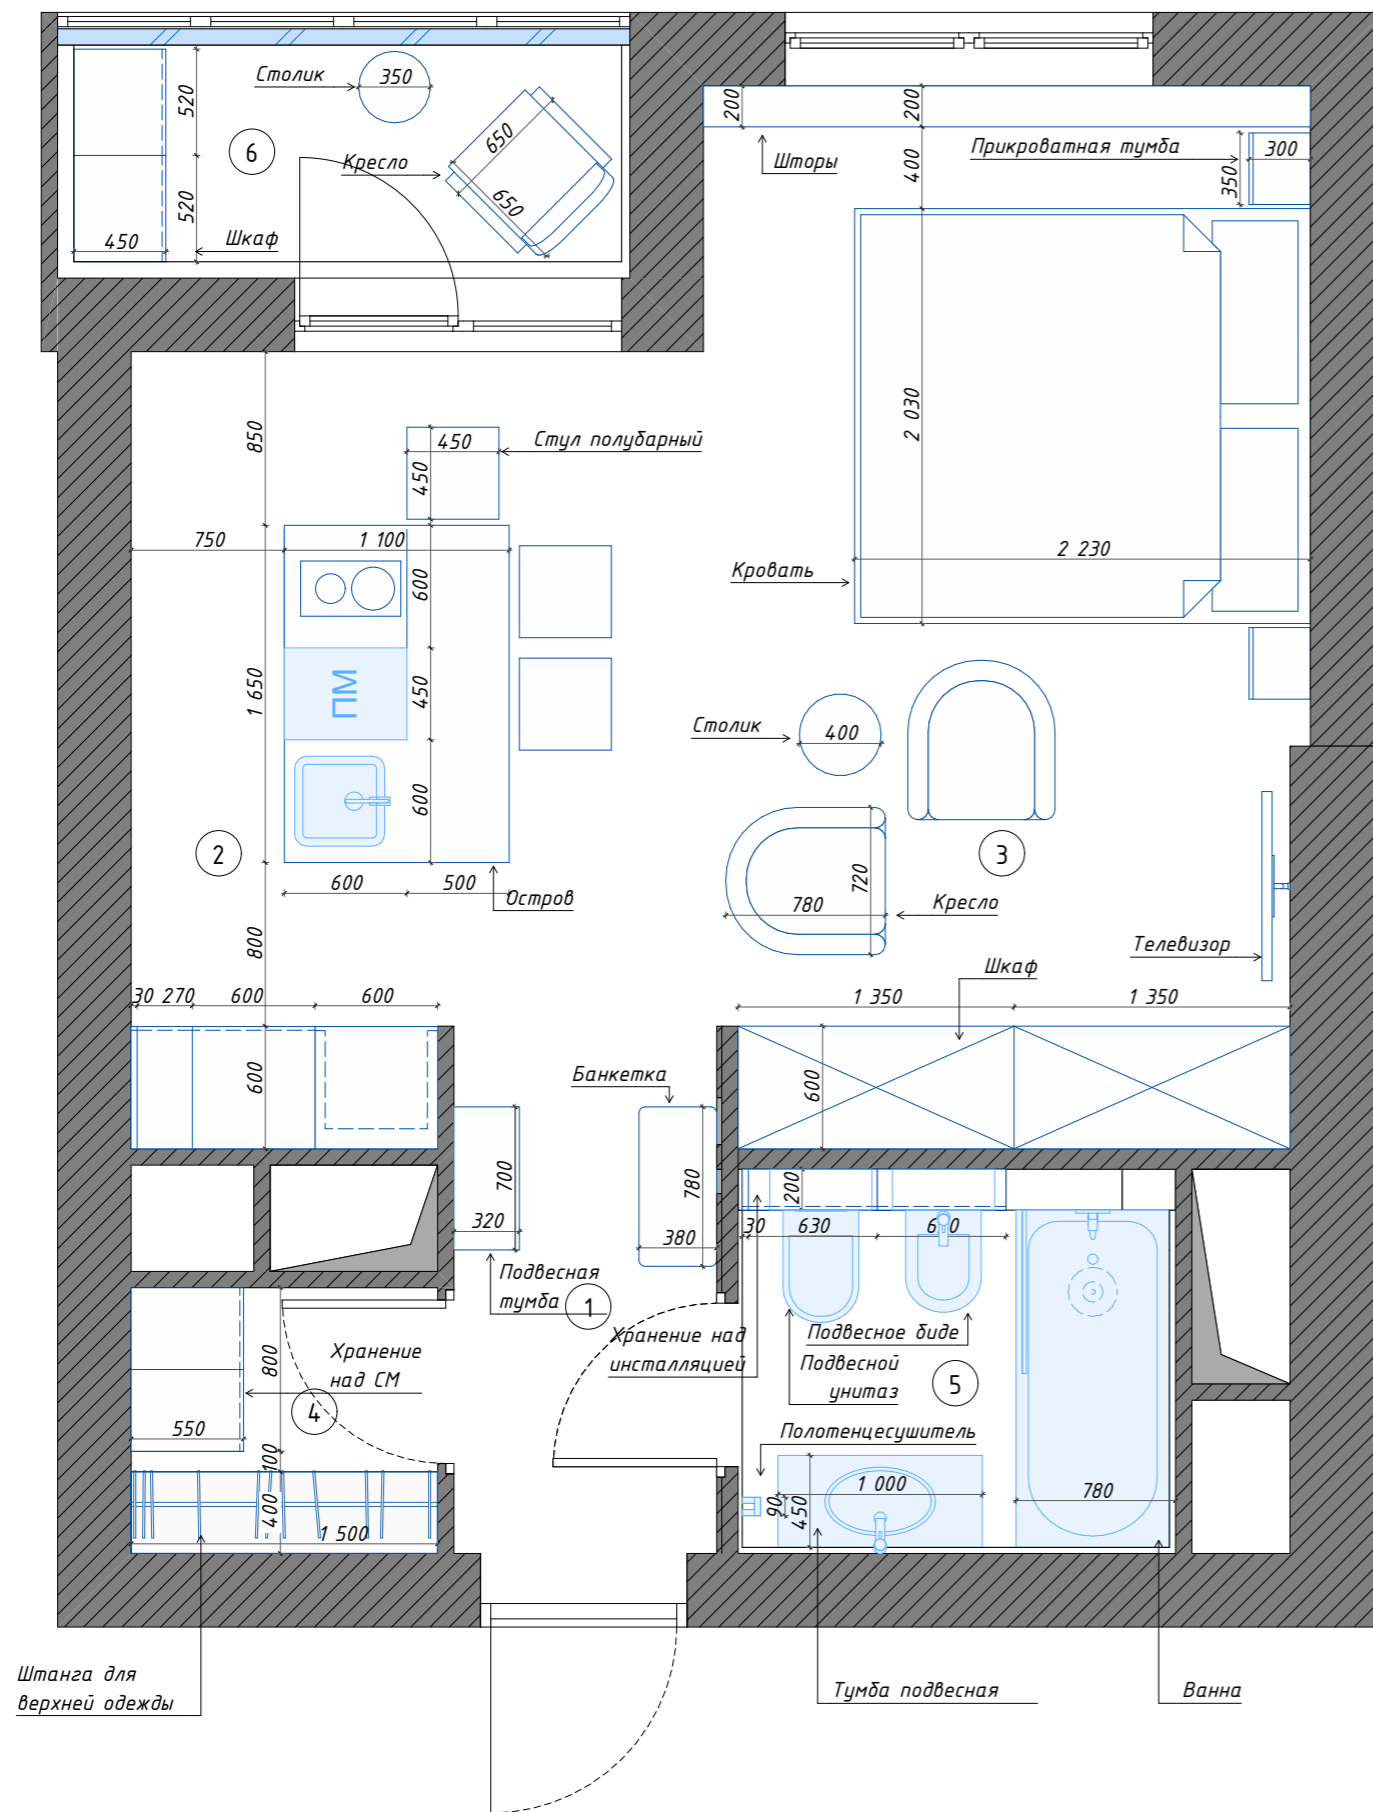 Столик
350
200
200
520
6
Кресло
650
650
Шторы
400
Прикроватная тумба
300
350
520
450
Шкаф
850
450
450
Стул полубарный
2 030
750
1 100
2 230
Кровать
600
1 650
ПМ
450
Столик
400
600
2
3
720
780
Кресло
600
500
Остров
800
Телевизор
Шкаф
30
270
600
600
1 350
1 350
600
600
Банкетка
700
780
200
320
380
30
630
Подвесная
тумба
1
Хранение над
инсталляцией
Подвесное биде
Подвесной
унитаз
5
800
Хранение
над СМ
4
550
100
Полотенцесушитель
1 000
90
450
780
400
1 500
Штанга для
верхней одежды
Тумба подвесная
Ванна